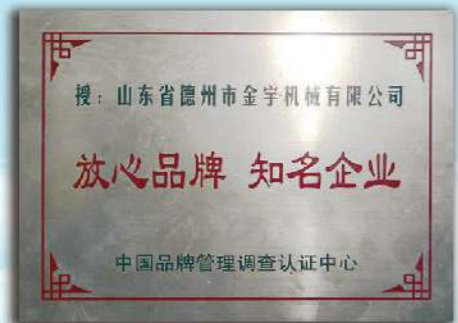 授：山东省德州市金宇机械有限公司
放心品牌 知名企业
中国品牌管理调查认证中心